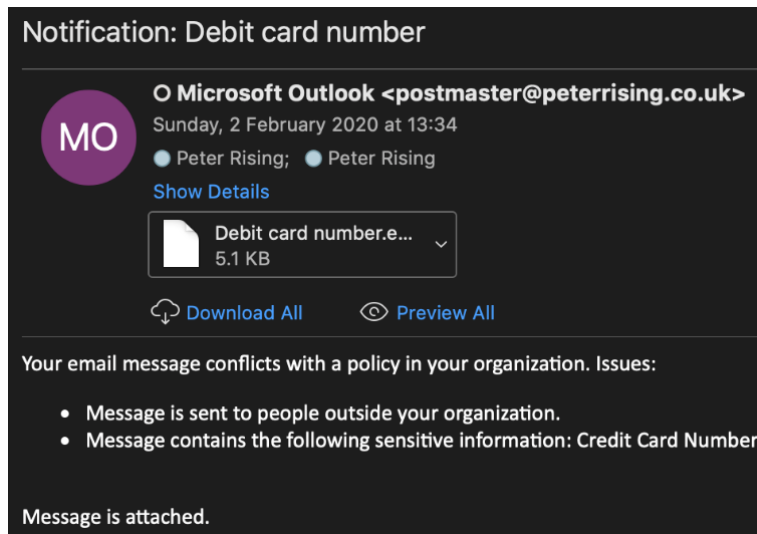 Notification: Debit card number
Microsoft Outlook <postmaster@peterrising.co.uk>
MO
Sunday, 2 February 2020 at 13:34
Peter Rising; Peter Rising
Show Details
Debit card number.e...
5.1 KB
Download All Preview All
Your email message conflicts with a policy in your organization. Issues:
• Message is sent to people outside your organization.
• Message contains the following sensitive information: Credit Card Number
Message is attached.